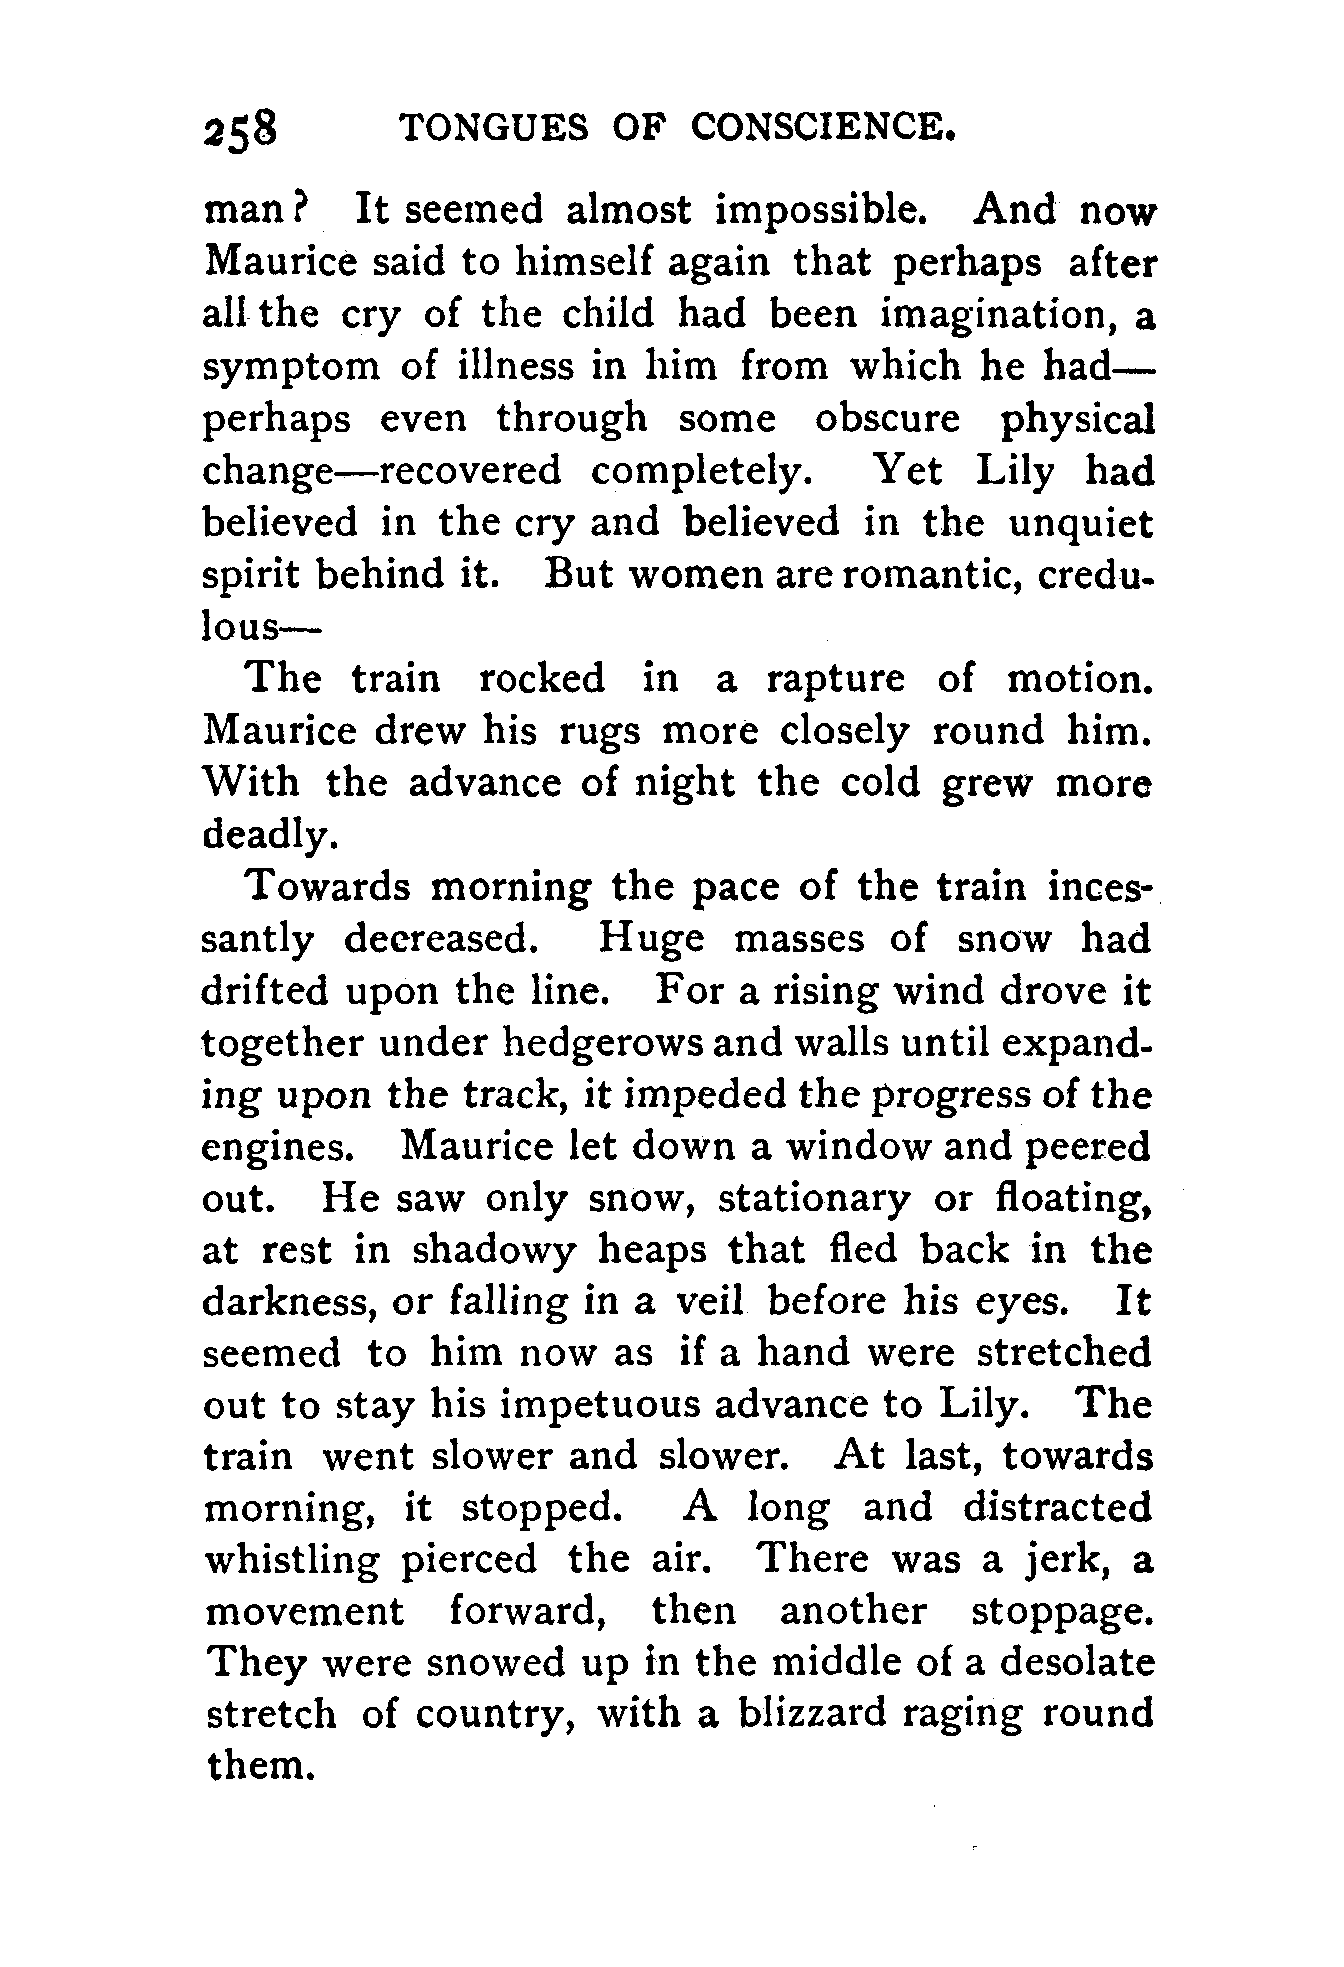 258 TONGUES OF CONSCIENCE.
man? It seemed almost impossible. And now
Maurice said to himself again that perhaps after
all the cry of the child had been imagination, a
symptom of illness in him from which he had—
perhaps even through some obscure physical
change—recovered completely. Yet Lily had
believed in the cry and believed in the unquiet
spirit behind it. But women are romantic, credu-
lous—
The train rocked in a rapture of motion.
Maurice drew his rugs more closely round him.
With the advance of night the cold grew more
deadly.
Towards morning the pace of the train inces-
santly decreased. Huge masses of snow had
drifted upon the line. For a rising wind drove it
together under hedgerows and walls until expand-
ing upon the track, it impeded the progress of the
engines. Maurice let down a window and peered
out. He saw only snow, stationary or floating,
at rest in shadowy heaps that fled back in the
darkness, or falling in a veil before his eyes. It
seemed to him now as if a hand were stretched
out to stay his impetuous advance to Lily. The
train went slower and slower. At last, towards
morning, it stopped. A long and distracted
whistling pierced the air. There was a jerk, a
movement forward, then another stoppage.
They were snowed up in the middle of a desolate
stretch of country, with a blizzard raging round
them.